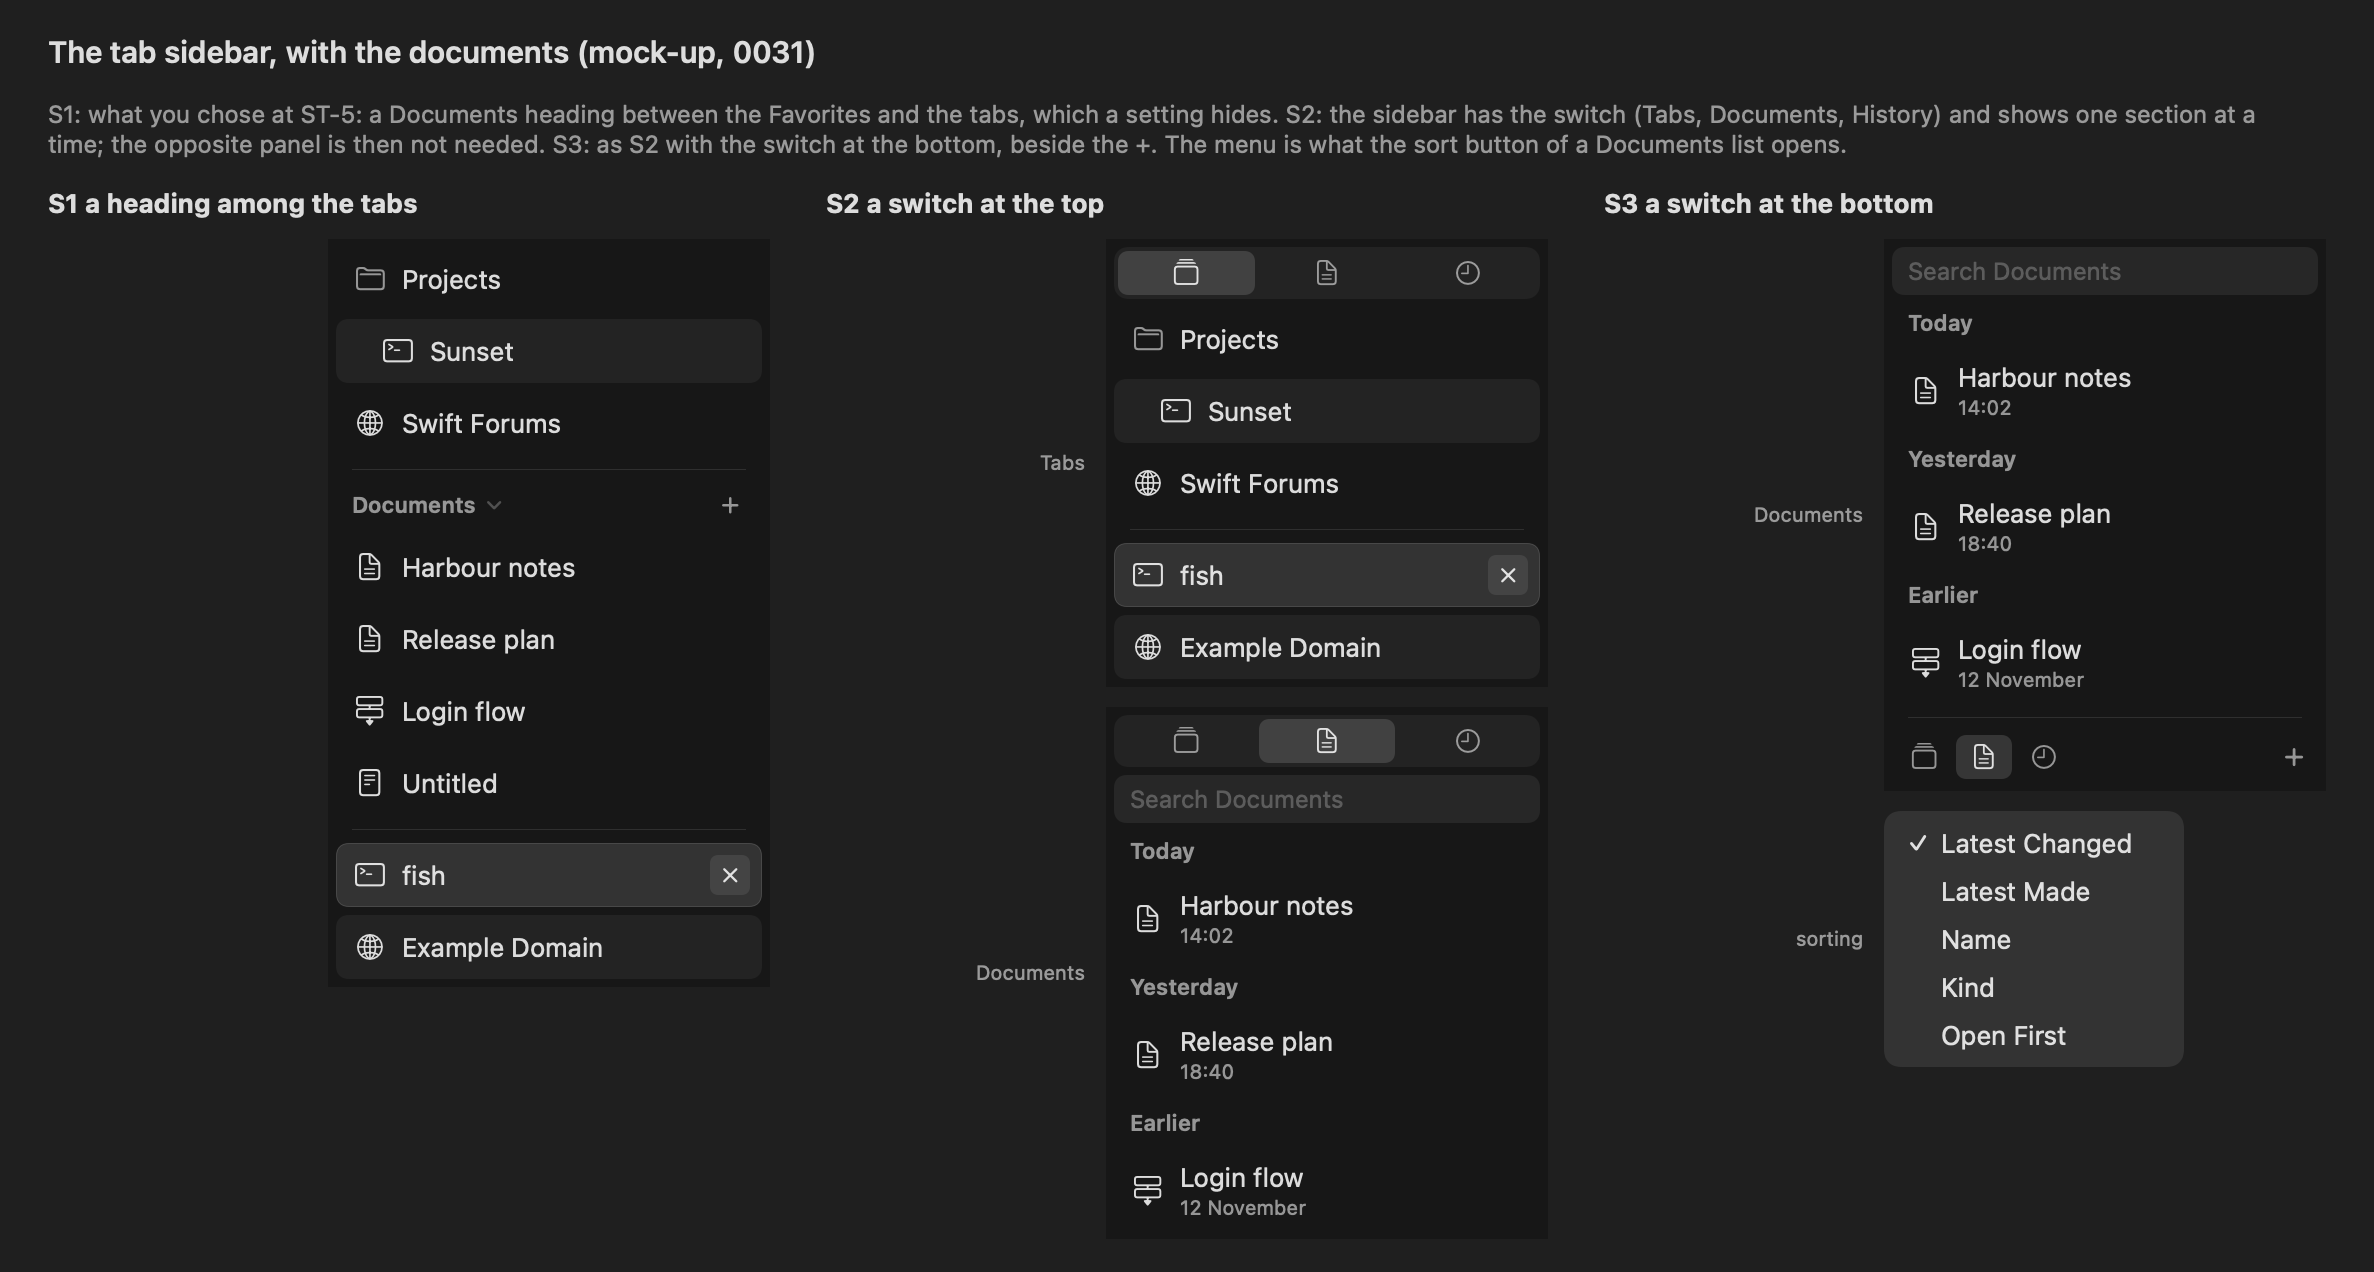 The tab sidebar, with the documents (mock-up, 0031)
S1: what you chose at ST-5: a Documents heading between the Favorites and the tabs, which a setting hides. S2: the sidebar has the switch (Tabs, Documents, History) and shows one section at a
time; the opposite panel is then not needed. S3: as S2 with the switch at the bottom, beside the +. The menu is what the sort button of a Documents list opens.
S1 a heading among the tabs
Projects
Sunset
Swift Forums
Documents
Harbour notes
Release plan
Login flow
Untitled
fish
Example Domain
S2 a switch at the top
Tabs
Projects
Sunset
Swift Forums
fish
Example Domain
Documents
Search Documents
Today
Harbour notes
14:02
Yesterday
Release plan
18:40
Earlier
Login flow
12 November
S3 a switch at the bottom
Documents
Search Documents
Today
Harbour notes
14:02
Yesterday
Release plan
18:40
Earlier
Login flow
12 November
sorting
Latest Changed
Latest Made
Name
Kind
Open First